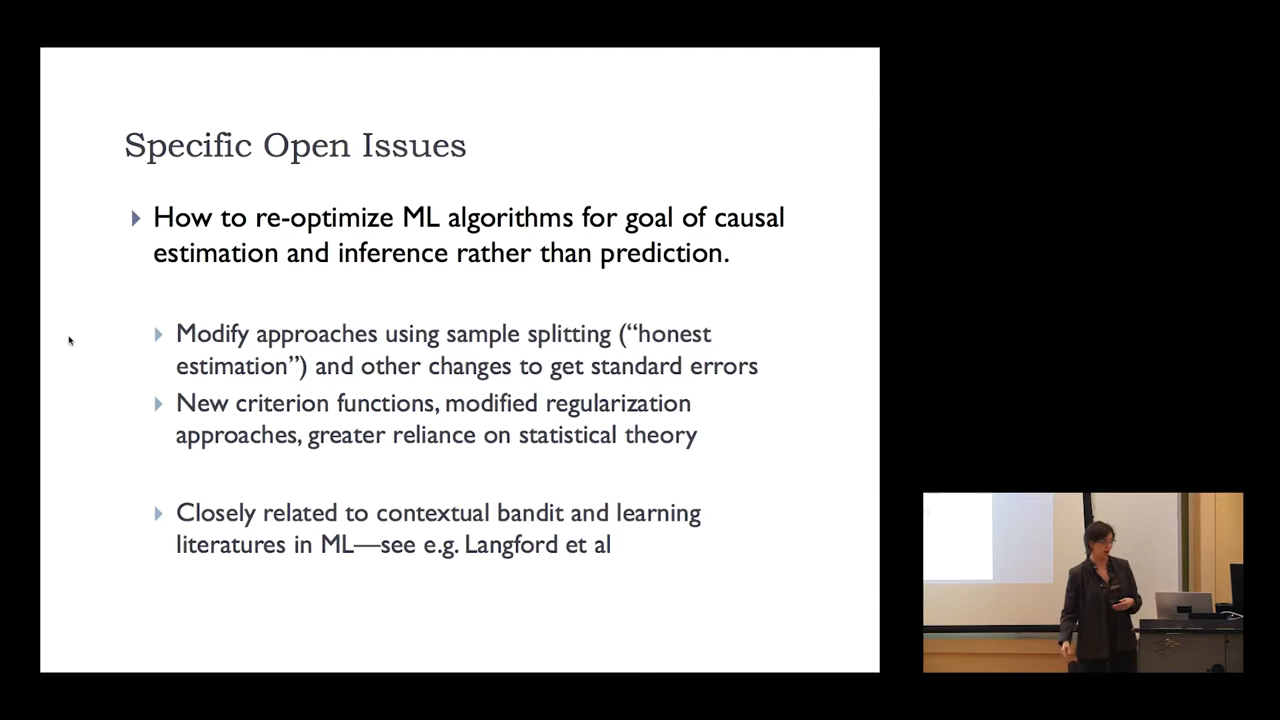 Specific Open Issues
How to re-optimize ML algorithms for goal of causal
estimation and inference rather than prediction.
Modify approaches using sample splitting (“honest
estimation”) and other changes to get standard errors
New criterion functions, modified regularization
approaches, greater reliance on statistical theory
Closely related to contextual bandit and learning
literatures in ML—see e.g. Langford et al